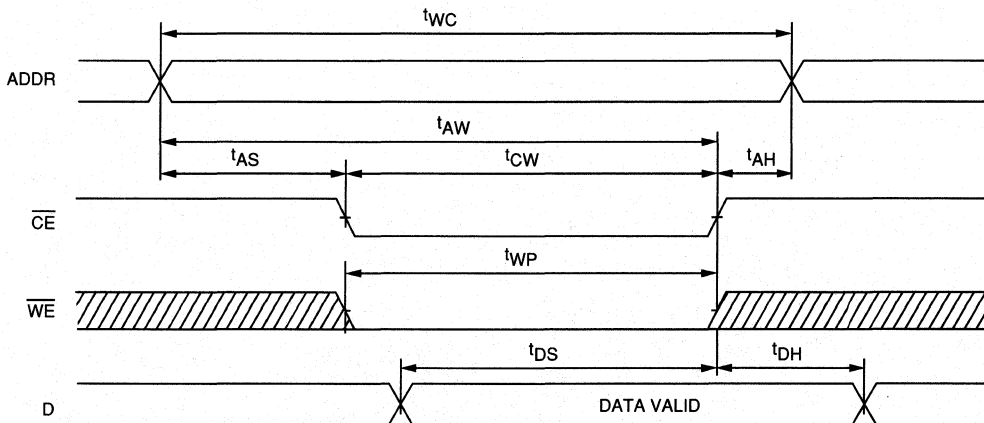 tWC
ADDR
tAW
tAS tCW tAH
CE
tWP
WE
tDS tDH
D DATA VALID